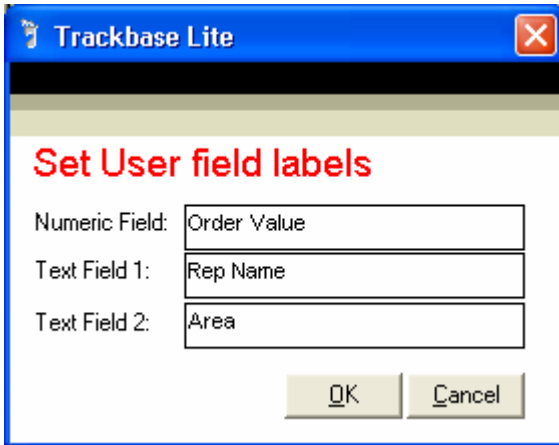 Trackbase Lite
Set User field labels
Numeric Field: Order Value
Text Field 1: Rep Name
Text Field 2: Area
OK Cancel